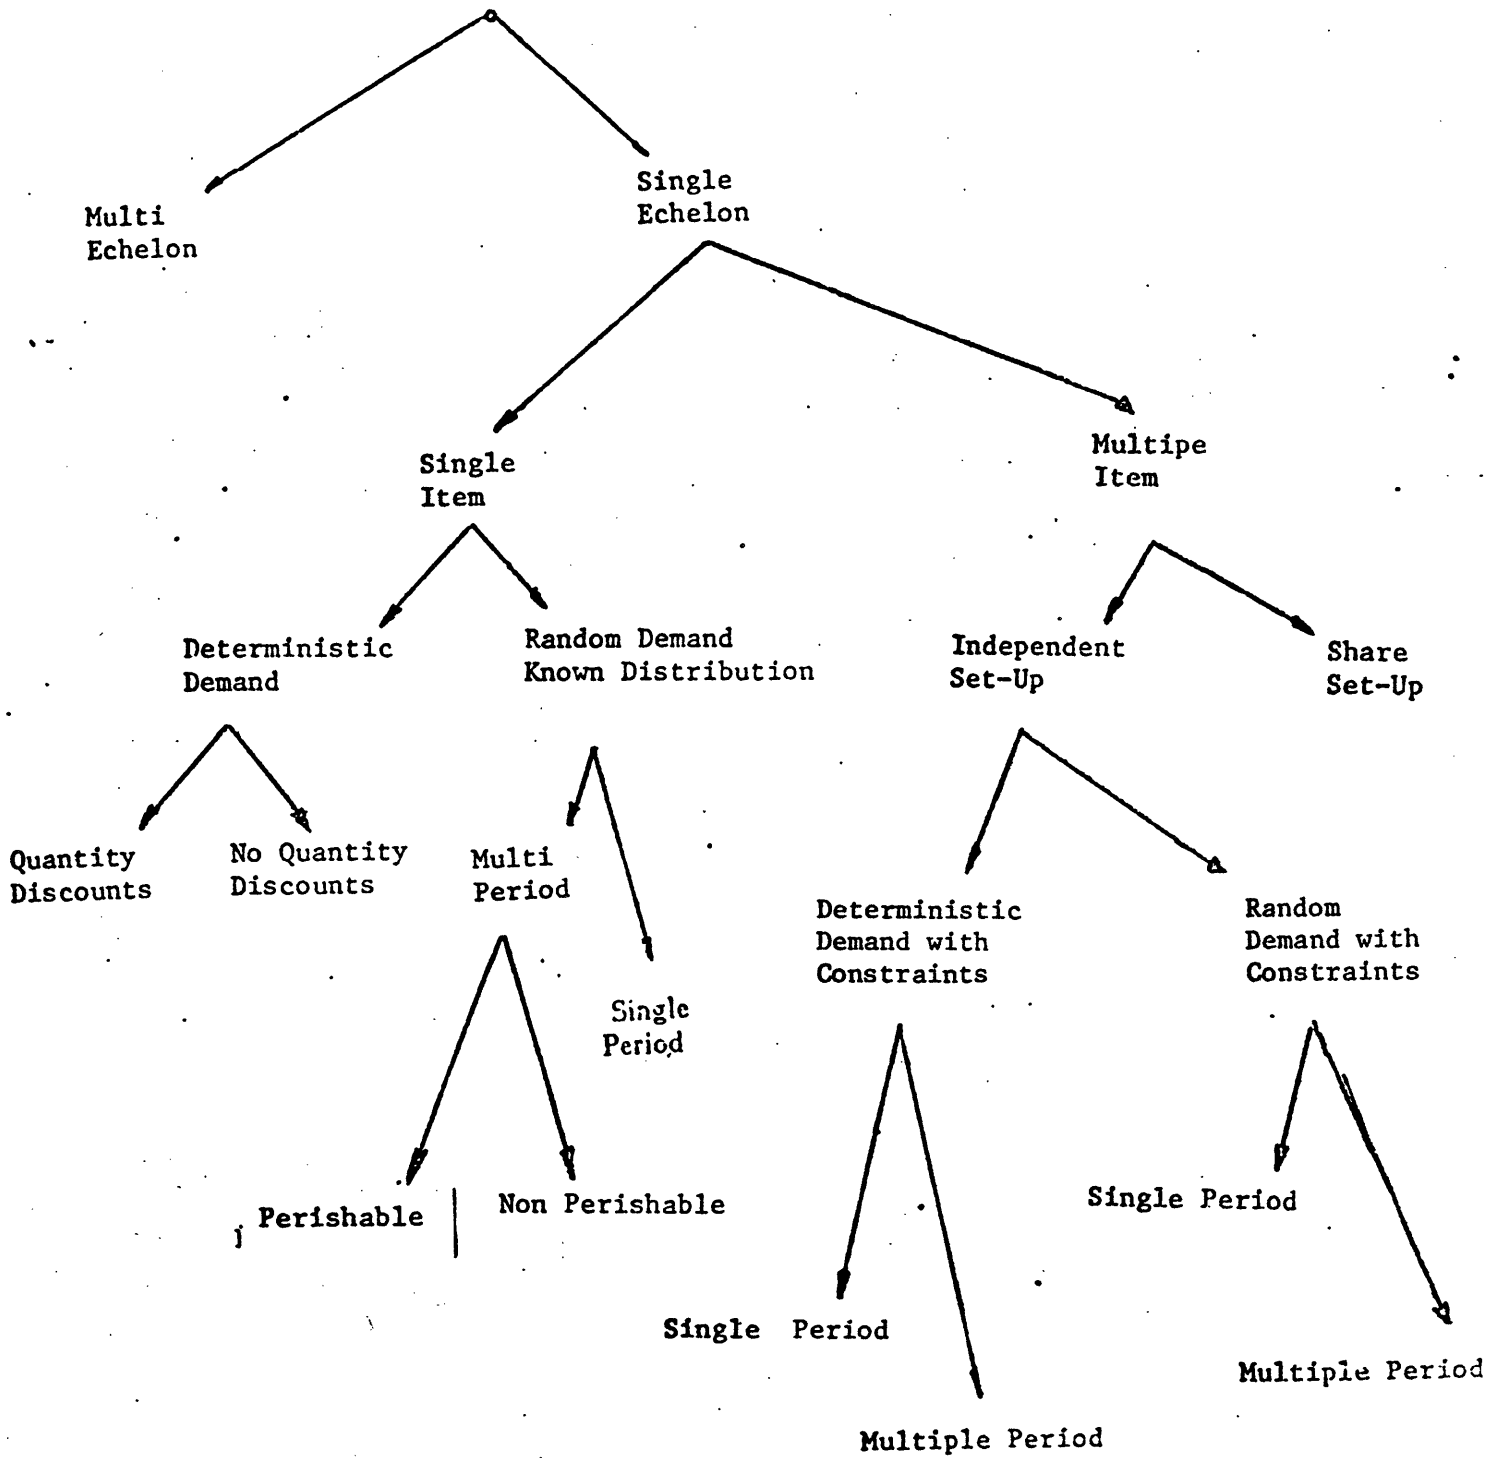 Multi
Echelon
Single
Echelon
Single
Item
Multipe
Item
Deterministic
Demand
Random Demand
Known Distribution
Independent
Set-Up
Share
Set-Up
Quantity
Discounts
No Quantity
Discounts
Multi
Period
Single
Period
Deterministic
Demand with
Constraints
Random
Demand with
Constraints
Perishable
Non Perishable
Single Period
Single Period
Multiple Period
Multiple Period